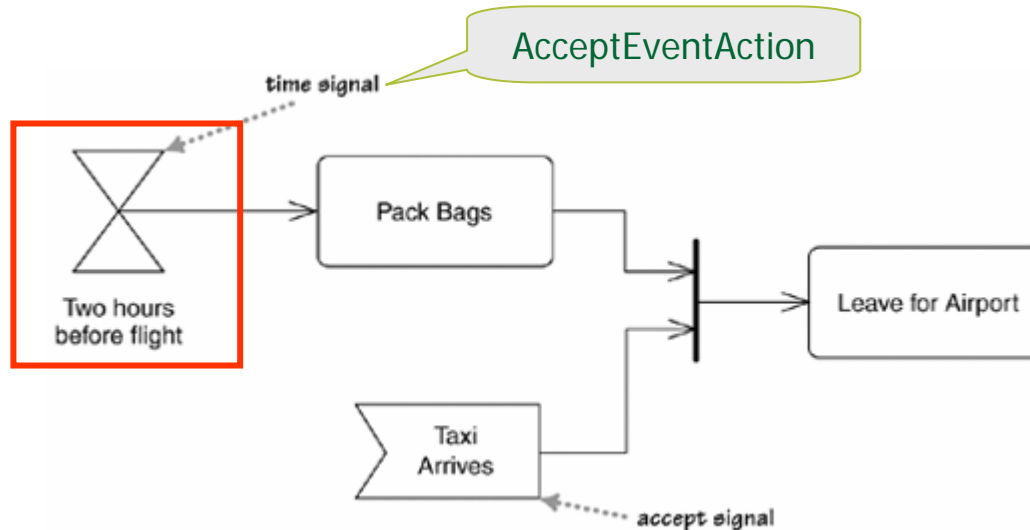 AcceptEventAction
time signal
Pack Bags
Two hours
before flight
Leave for Airport
Taxi
Arrives
accept signal